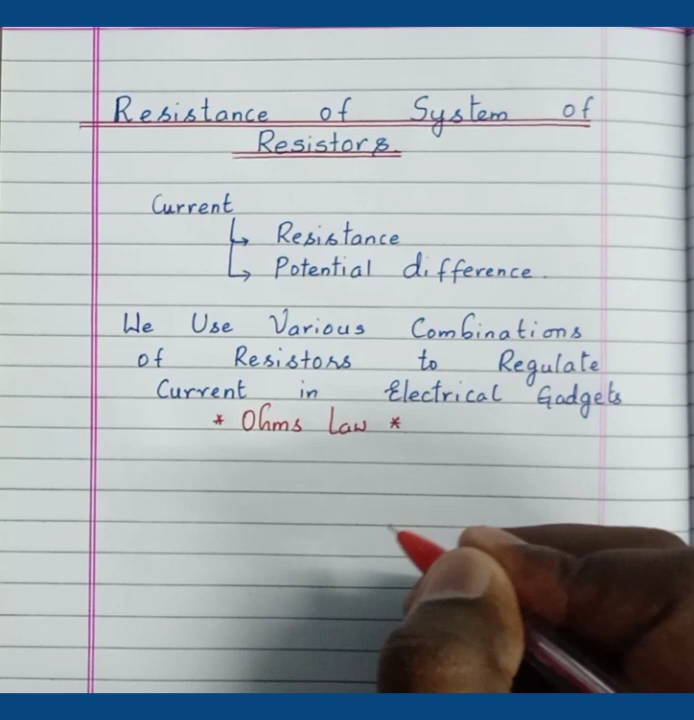 Resistance of System of
Resistors.
Current
↳ Resistance
↳ Potential difference.
We Use Various Combinations
of Resistors to Regulate
Current in Electrical Gadgets
* Ohms Law *